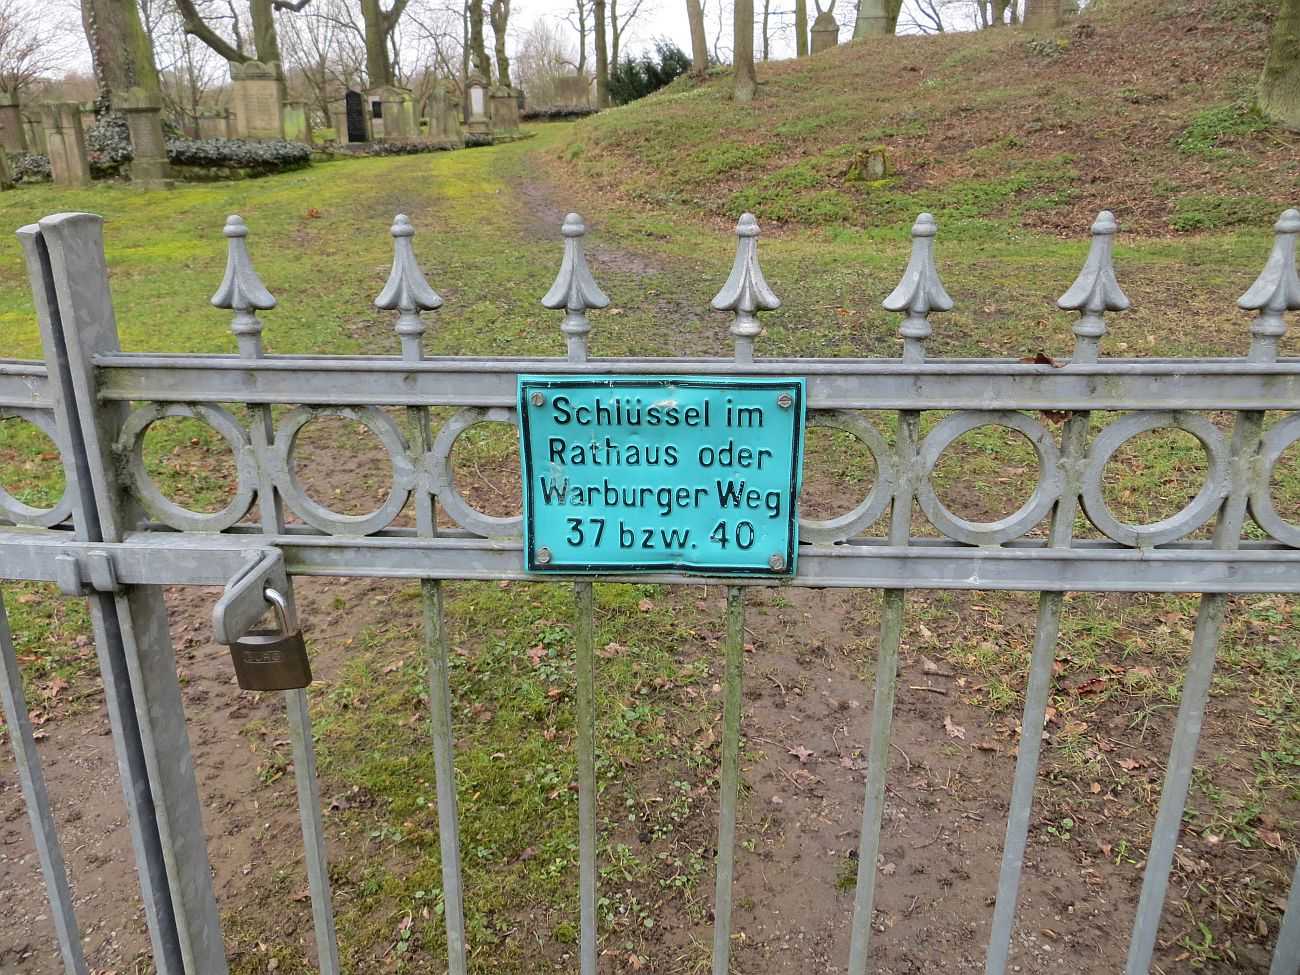 Schlüssel im
Rathaus oder
Warburger Weg
37 bzw. 40